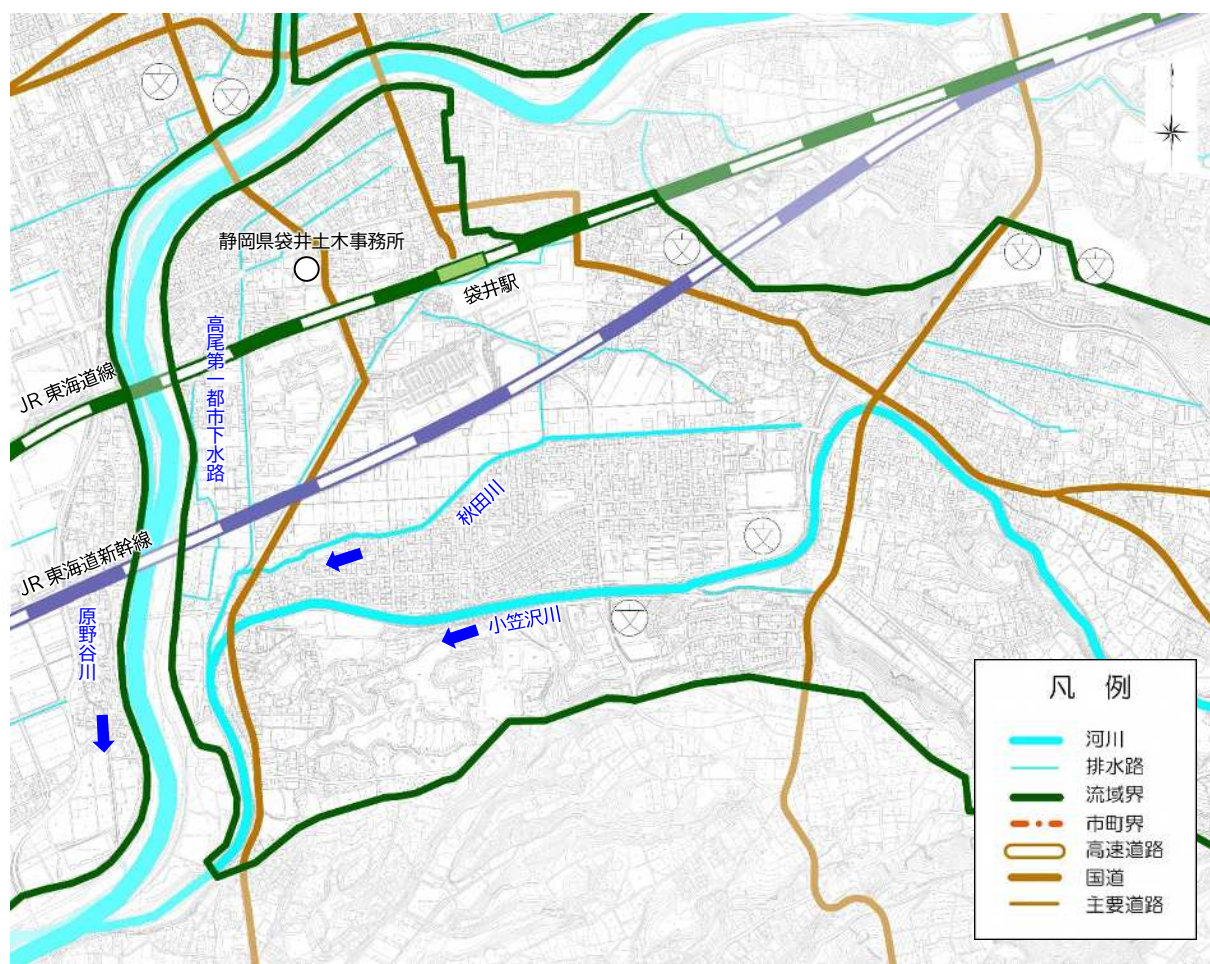 静岡県袋井土木事務所
袋井駅
JR 東海道線
高尾第一都市下水路
秋田川
JR 東海道新幹線
原野谷川
小笠沢川
凡 例
河川
排水路
流域界
市町界
高速道路
国道
主要道路